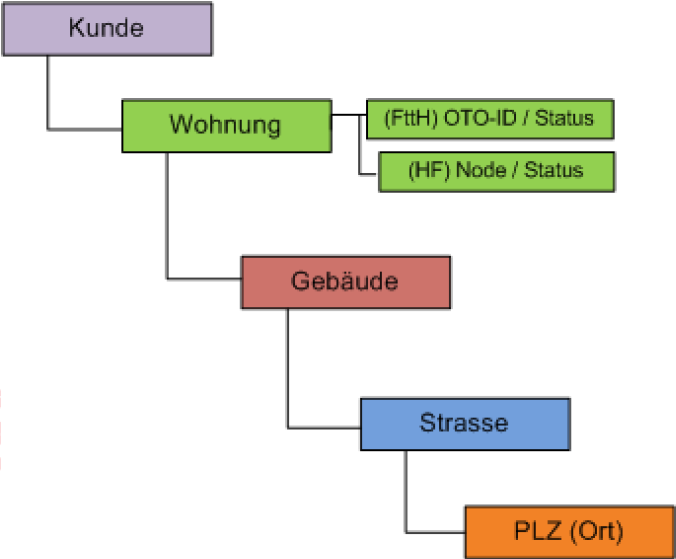 Kunde
Wohnung
(FttH) OTO-ID / Status
(HF) Node / Status
Gebäude
Strasse
PLZ (Ort)